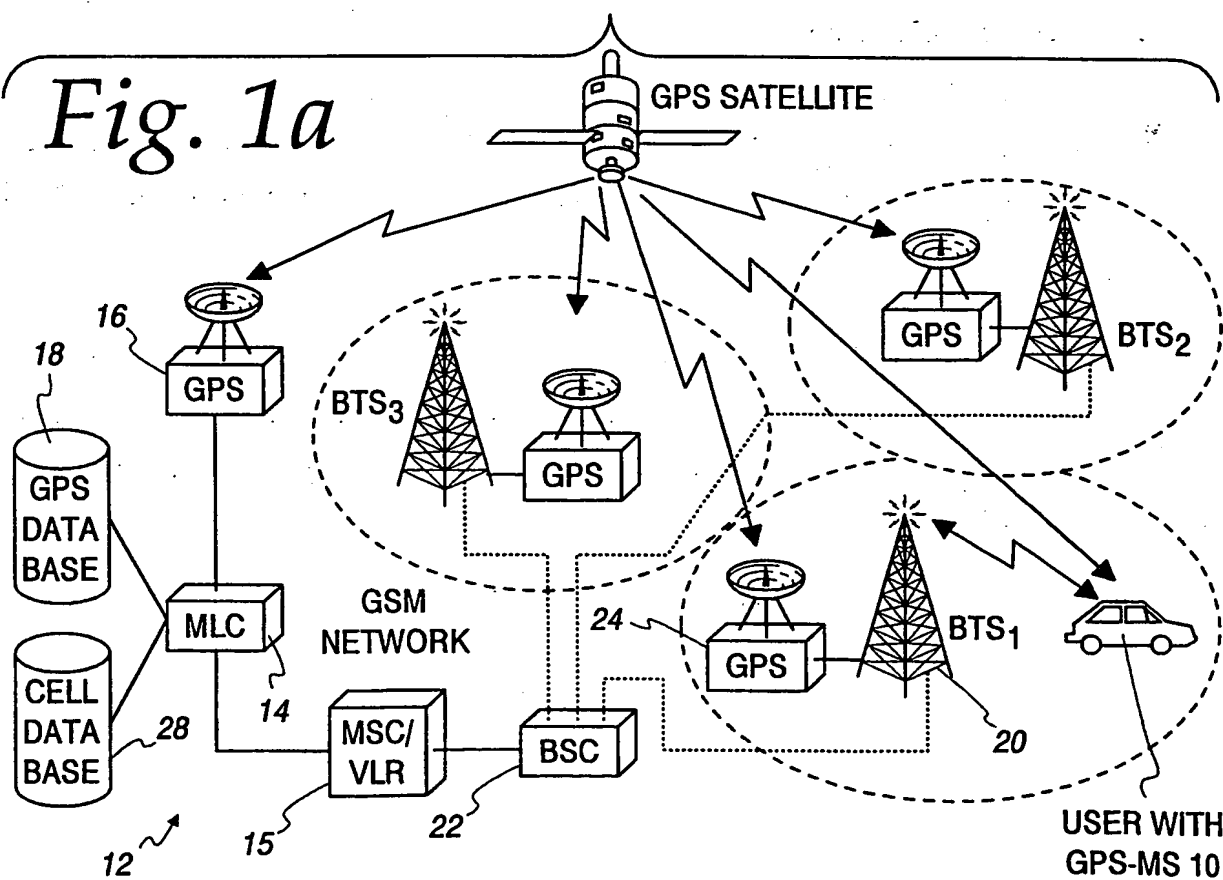 Fig. 1a
GPS SATELLITE
16
GPS
18
GPS
DATA
BASE
BTS3
GPS
GPS
BTS2
MLC
14
GSM
NETWORK
24
GPS
BTS1
20
CELL
DATA
BASE
28
MSC/
VLR
15
BSC
22
12
USER WITH
GPS-MS 10